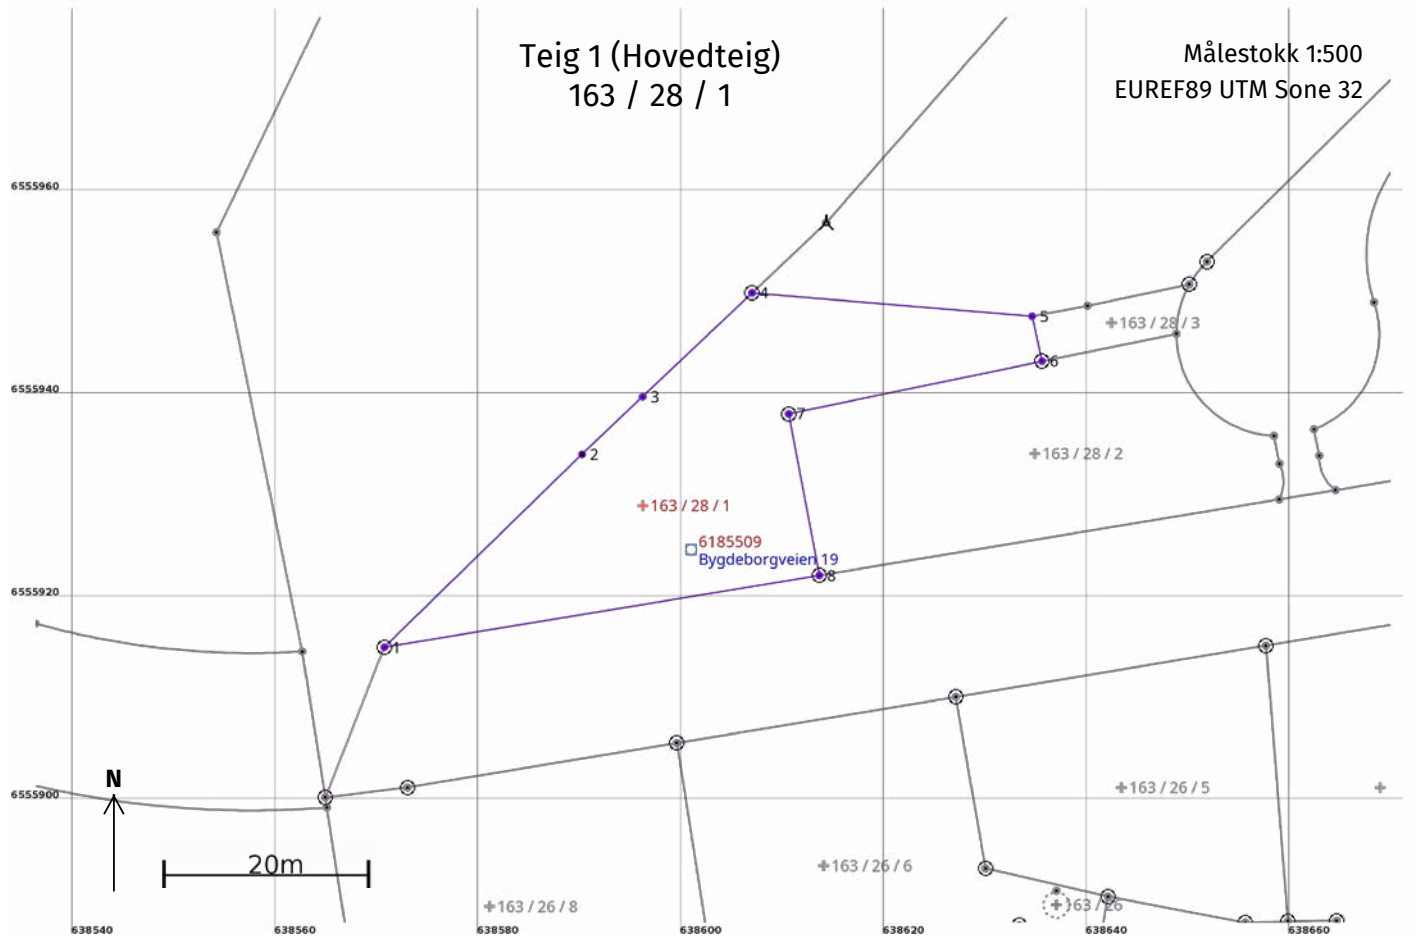 Teig 1 (Hovedteig)
163 / 28 / 1
Målestokk 1:500
EUREF89 UTM Sone 32
6555960
4
5
163 / 28 / 3
6
6555940
3
7
2
163 / 28 / 2
163 / 28 / 1
6185509
Bygdeborgveien 19
8
6555920
1
N
6555900
163 / 26 / 5
20m
163 / 26 / 6
163 / 26 / 8
163 / 26
638540
638560
638580
638600
638620
638640
638660